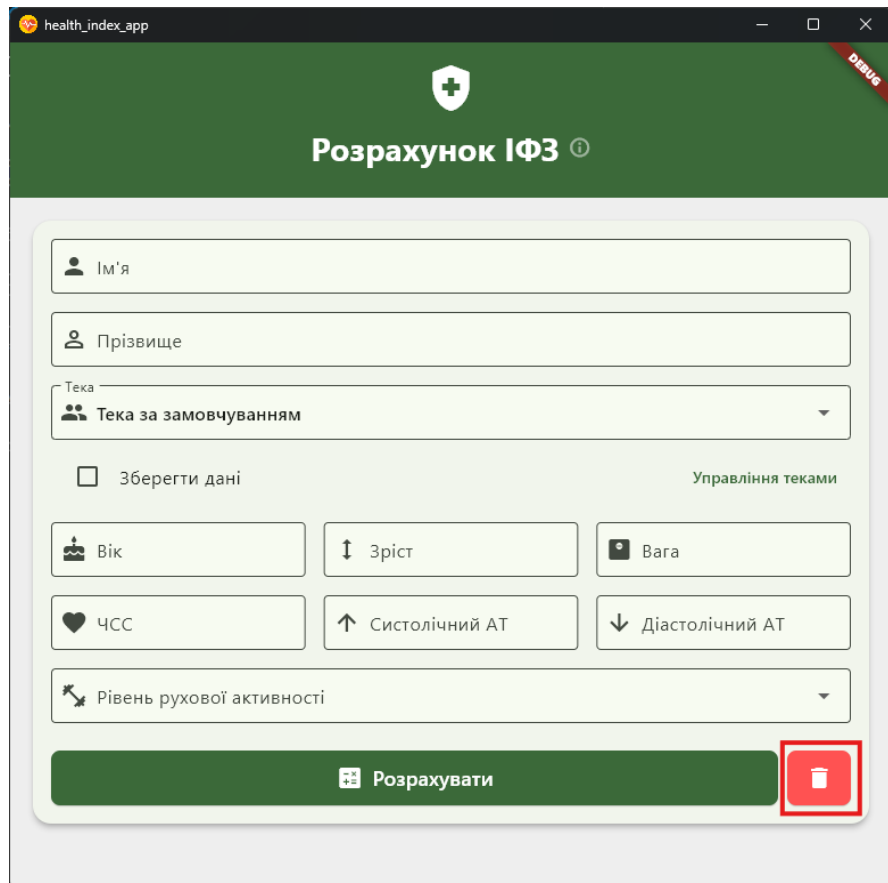 health_index_app
DEBUG
Розрахунок ІФЗ
Ім'я
Прізвище
Тека
Тека за замовчуванням
Зберегти дані
Управління теками
Вік
Зріст
Вага
ЧСС
Систолічний АТ
Діастолічний АТ
Рівень рухової активності
Розрахувати